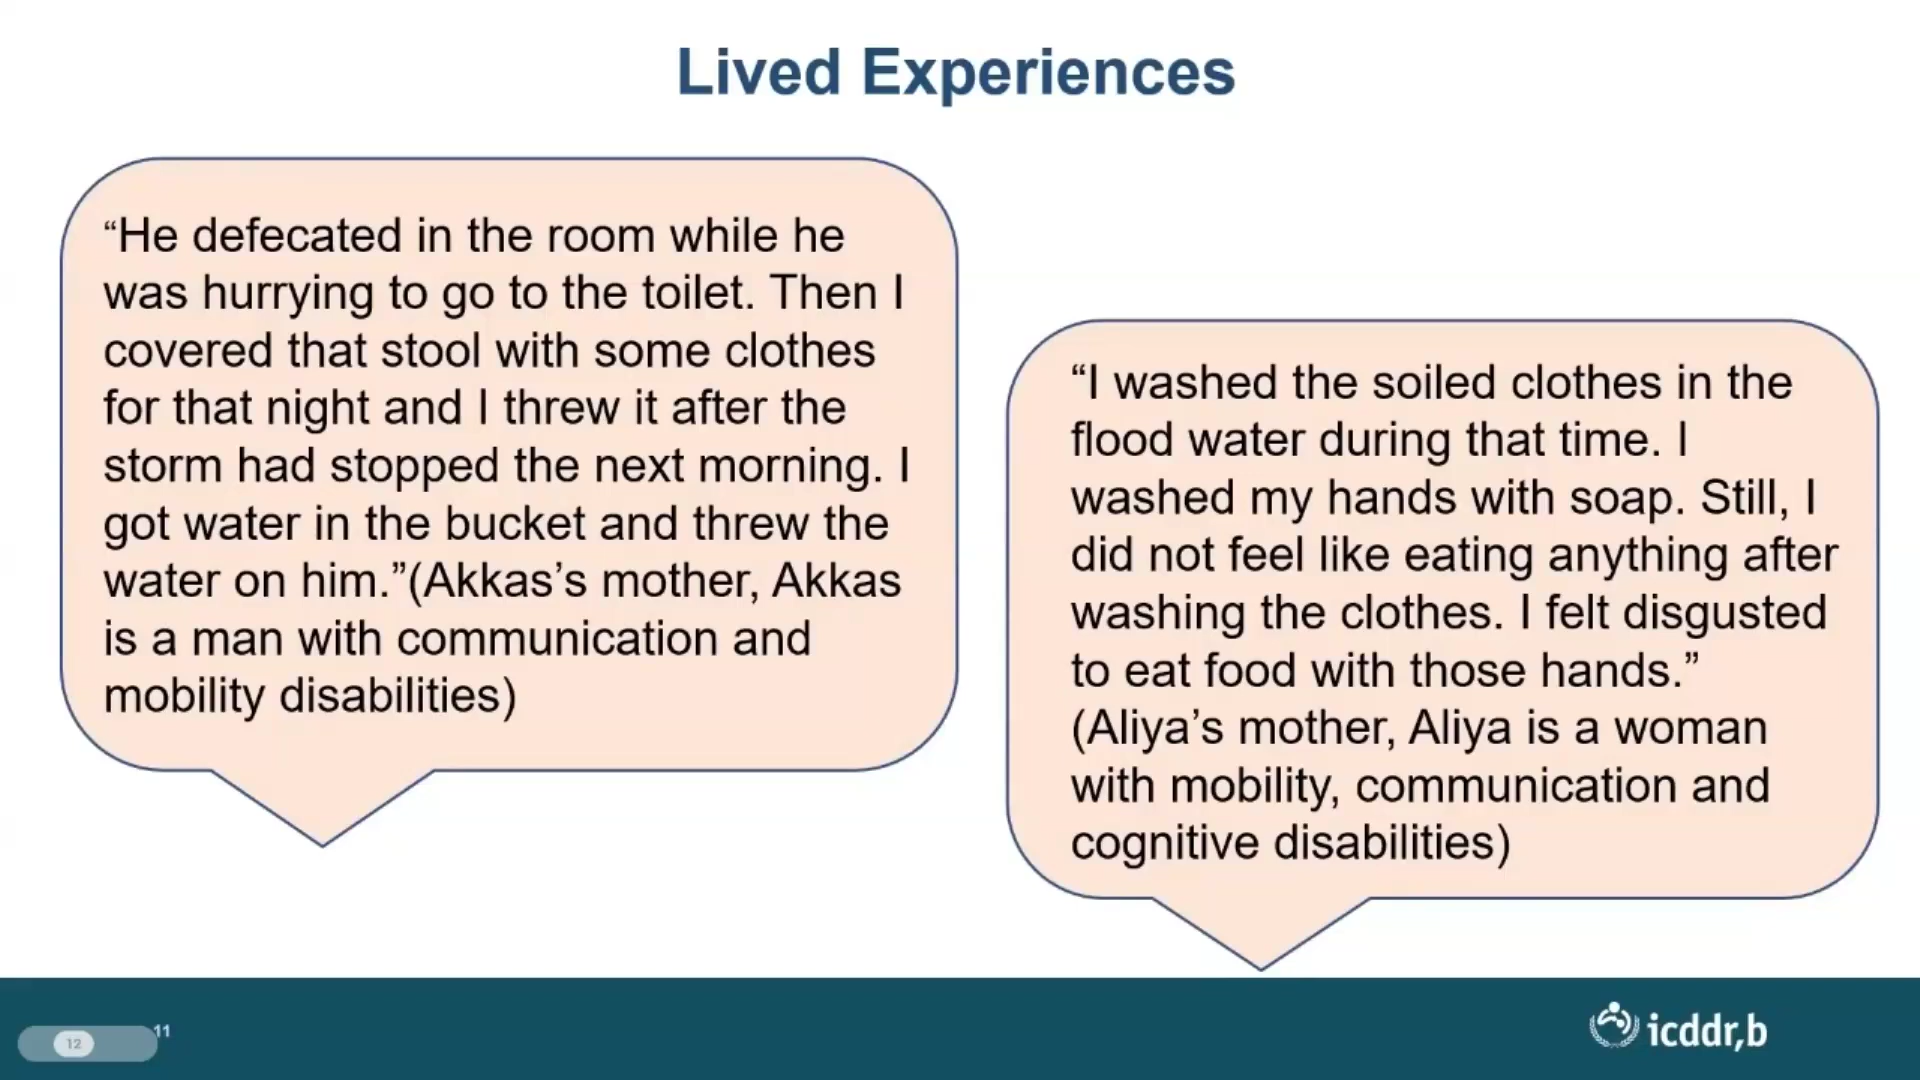 Lived Experiences
“He defecated in the room while he
was hurrying to go to the toilet. Then I
covered that stool with some clothes
for that night and I threw it after the
storm had stopped the next morning. I
got water in the bucket and threw the
water on him.”(Akkas’s mother, Akkas
is a man with communication and
mobility disabilities)
“I washed the soiled clothes in the
flood water during that time. I
washed my hands with soap. Still, I
did not feel like eating anything after
washing the clothes. I felt disgusted
to eat food with those hands.”
(Aliya’s mother, Aliya is a woman
with mobility, communication and
cognitive disabilities)
12
11
icddr,b